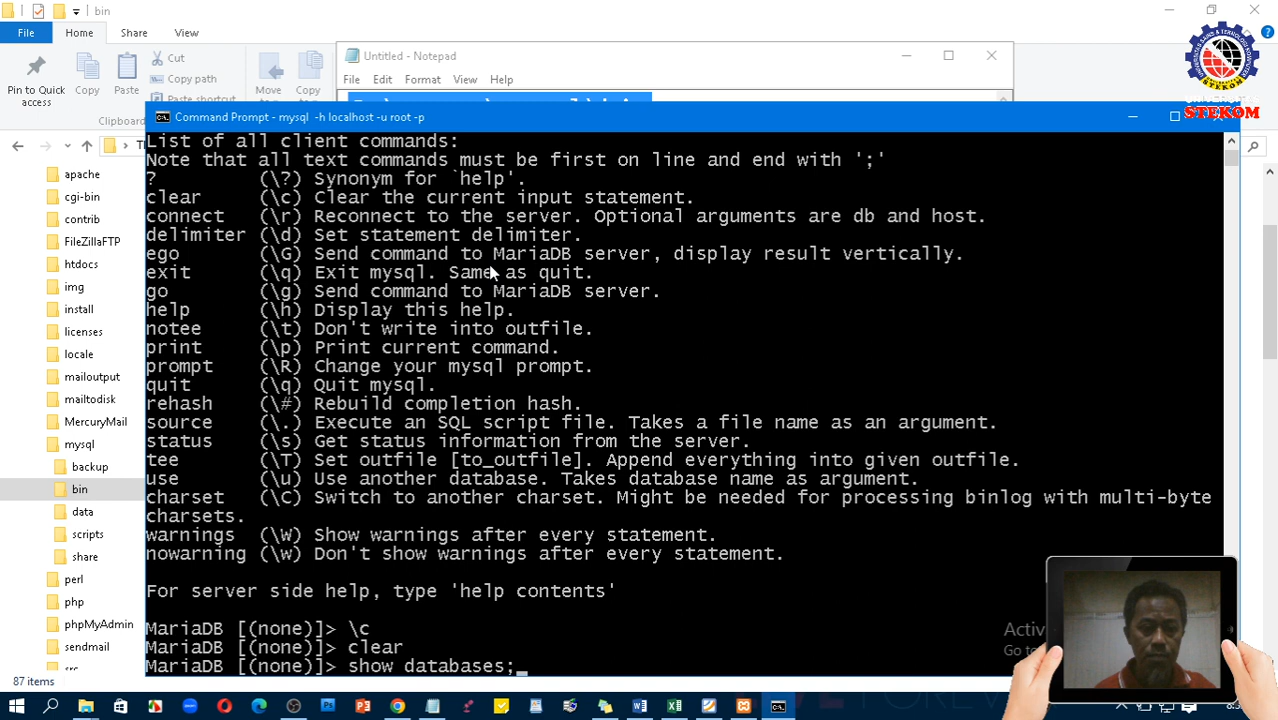 bin
File
Home
Share
View
Pin to Quick access
Copy
Paste
Cut
Copy path
Paste shortcut
Clipboard
Untitled - Notepad
File Edit Format View Help
STEKOM
Command Prompt - mysql -h localhost -u root -p
List of all client commands:
Note that all text commands must be first on line and end with ';'
? (\?) Synonym for `help'.
clear (\c) Clear the current input statement.
connect (\r) Reconnect to the server. Optional arguments are db and host.
delimiter (\d) Set statement delimiter.
ego (\G) Send command to MariaDB server, display result vertically.
exit (\q) Exit mysql. Same as quit.
go (\g) Send command to MariaDB server.
help (\h) Display this help.
notee (\t) Don't write into outfile.
print (\p) Print current command.
prompt (\R) Change your mysql prompt.
quit (\q) Quit mysql.
rehash (\#) Rebuild completion hash.
source (\.) Execute an SQL script file. Takes a file name as an argument.
status (\s) Get status information from the server.
tee (\T) Set outfile [to_outfile]. Append everything into given outfile.
use (\u) Use another database. Takes database name as argument.
charset (\C) Switch to another charset. Might be needed for processing binlog with multi-byte
charsets.
warnings (\W) Show warnings after every statement.
nowarning (\w) Don't show warnings after every statement.
For server side help, type 'help contents'
MariaDB [(none)]> \c
MariaDB [(none)]> clear
MariaDB [(none)]> show databases;
apache
cgi-bin
contrib
FileZillaFTP
htdocs
img
install
licenses
locale
mailoutput
mailtodisk
MercuryMail
mysql
backup
bin
data
scripts
share
perl
php
phpMyAdmin
sendmail
src
87 items
Activ
Go to